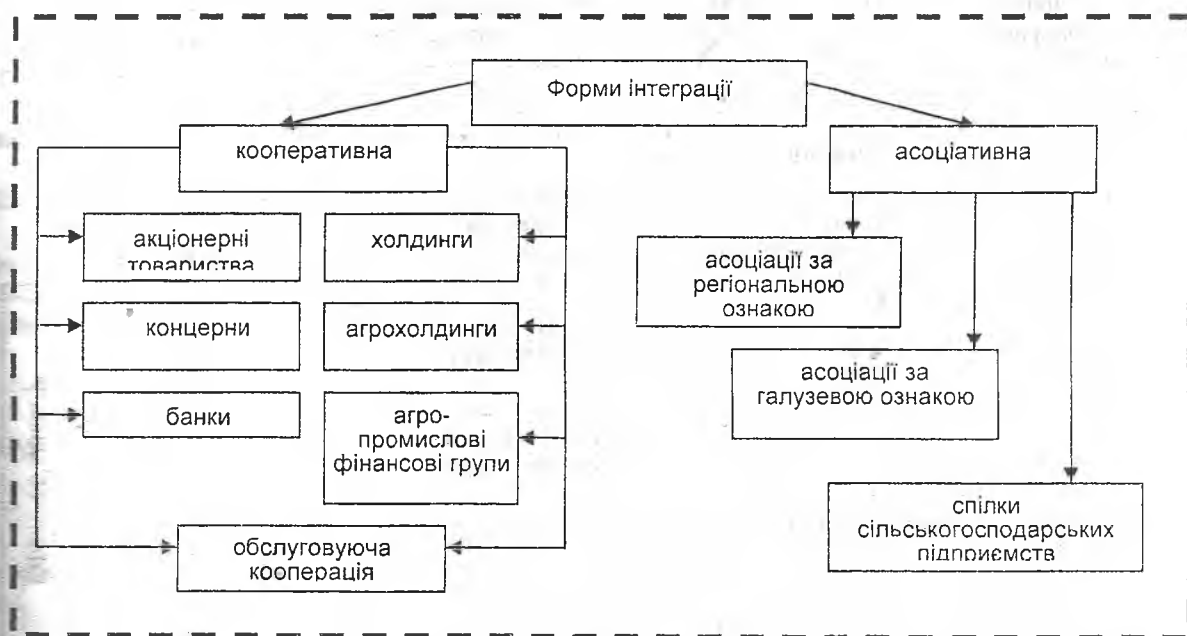 Форми інтеграції
кооперативна
асоціативна
акціонерні
товариства
холдинги
концерни
агрохолдинги
банки
агро-
промислові
фінансові групи
обслуговуюча
кооперація
асоціації за
регіональною
ознакою
асоціації за
галузевою ознакою
спілки
сільськогосподарських
підприємств